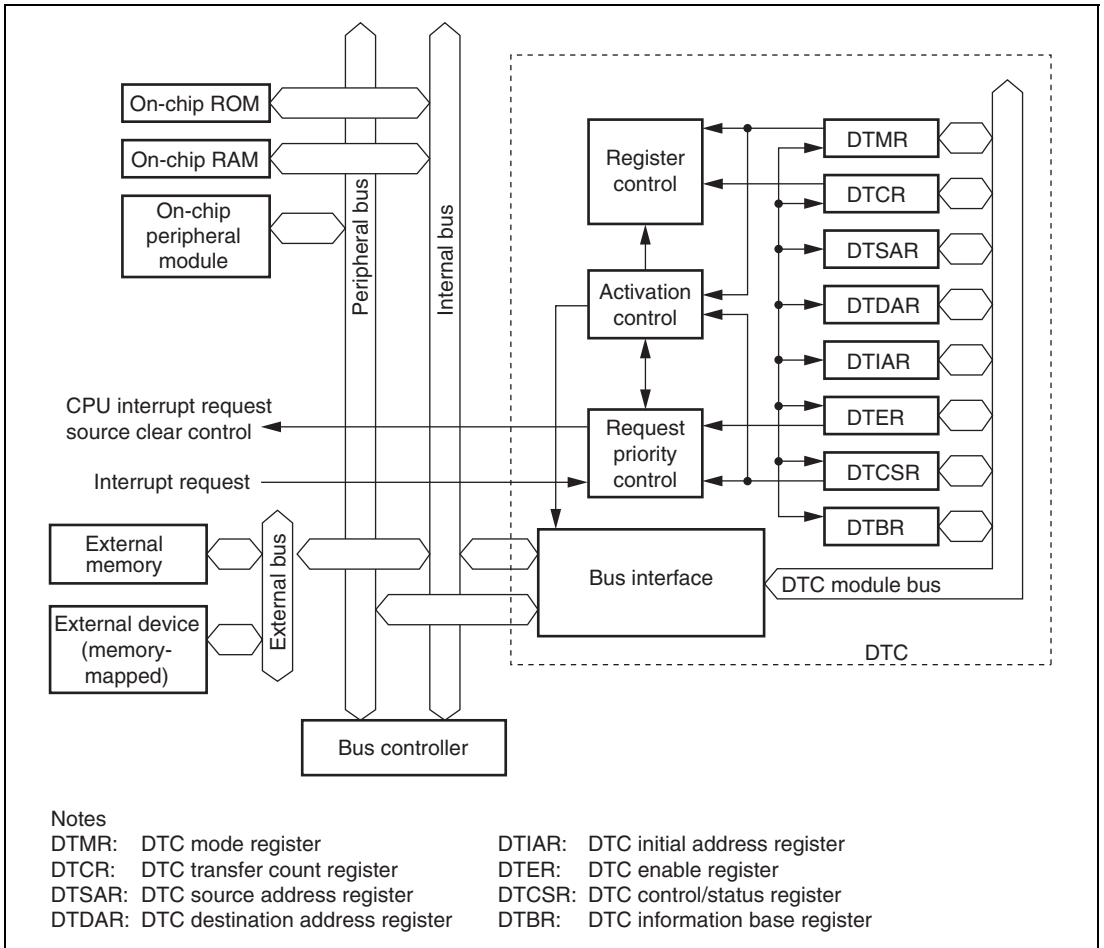 On-chip ROM
On-chip RAM
On-chip
peripheral
module
Peripheral bus
Internal bus
Register
control
Activation
control
Request
priority
control
DTMR
DTCR
DTSAR
DTDAR
DTIAR
DTER
DTCSR
DTBR
CPU interrupt request
source clear control
Interrupt request
External
memory
External device
(memory-
mapped)
External bus
Bus interface
DTC module bus
DTC
Bus controller
Notes
DTMR: DTC mode register
DTCR: DTC transfer count register
DTSAR: DTC source address register
DTDAR: DTC destination address register
DTIAR: DTC initial address register
DTER: DTC enable register
DTCSR: DTC control/status register
DTBR: DTC information base register